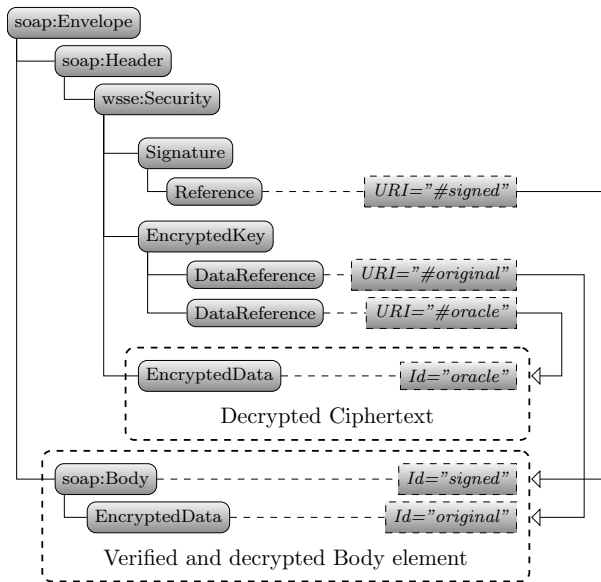 soap:Envelope
soap:Header
wsse:Security
Signature
Reference URI="#signed"
EncryptedKey
DataReference URI="#original"
DataReference URI="#oracle"
EncryptedData Id="oracle"
Decrypted Ciphertext
soap:Body Id="signed"
EncryptedData Id="original"
Verified and decrypted Body element